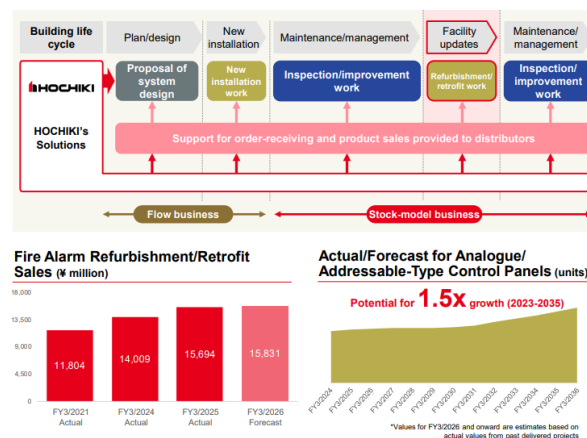 Building life
cycle
Plan/design
New
installation
Maintenance/management
Facility
updates
Maintenance/
management
HOCHIKI
HOCHIKI's
Solutions
Proposal of
system
design
New
installation
work
Inspection/improvement
work
Refurbishment/
retrofit work
Inspection/
improvement
work
Support for order-receiving and product sales provided to distributors
Flow business
Stock-model business
Fire Alarm Refurbishment/Retrofit
Sales (¥ million)
18,000
13,500
9,000
4,500
0
11,804
14,009
15,694
15,831
FY3/2021
Actual
FY3/2024
Actual
FY3/2025
Actual
FY3/2026
Forecast
Actual/Forecast for Analogue/
Addressable-Type Control Panels (units)
Potential for 1.5x growth (2023-2035)
FY3/2024
FY3/2025
FY3/2026
FY3/2027
FY3/2028
FY3/2029
FY3/2030
FY3/2031
FY3/2032
FY3/2033
FY3/2034
FY3/2035
FY3/2036
*Values for FY3/2026 and onward are estimates based on
actual values from past delivered projects